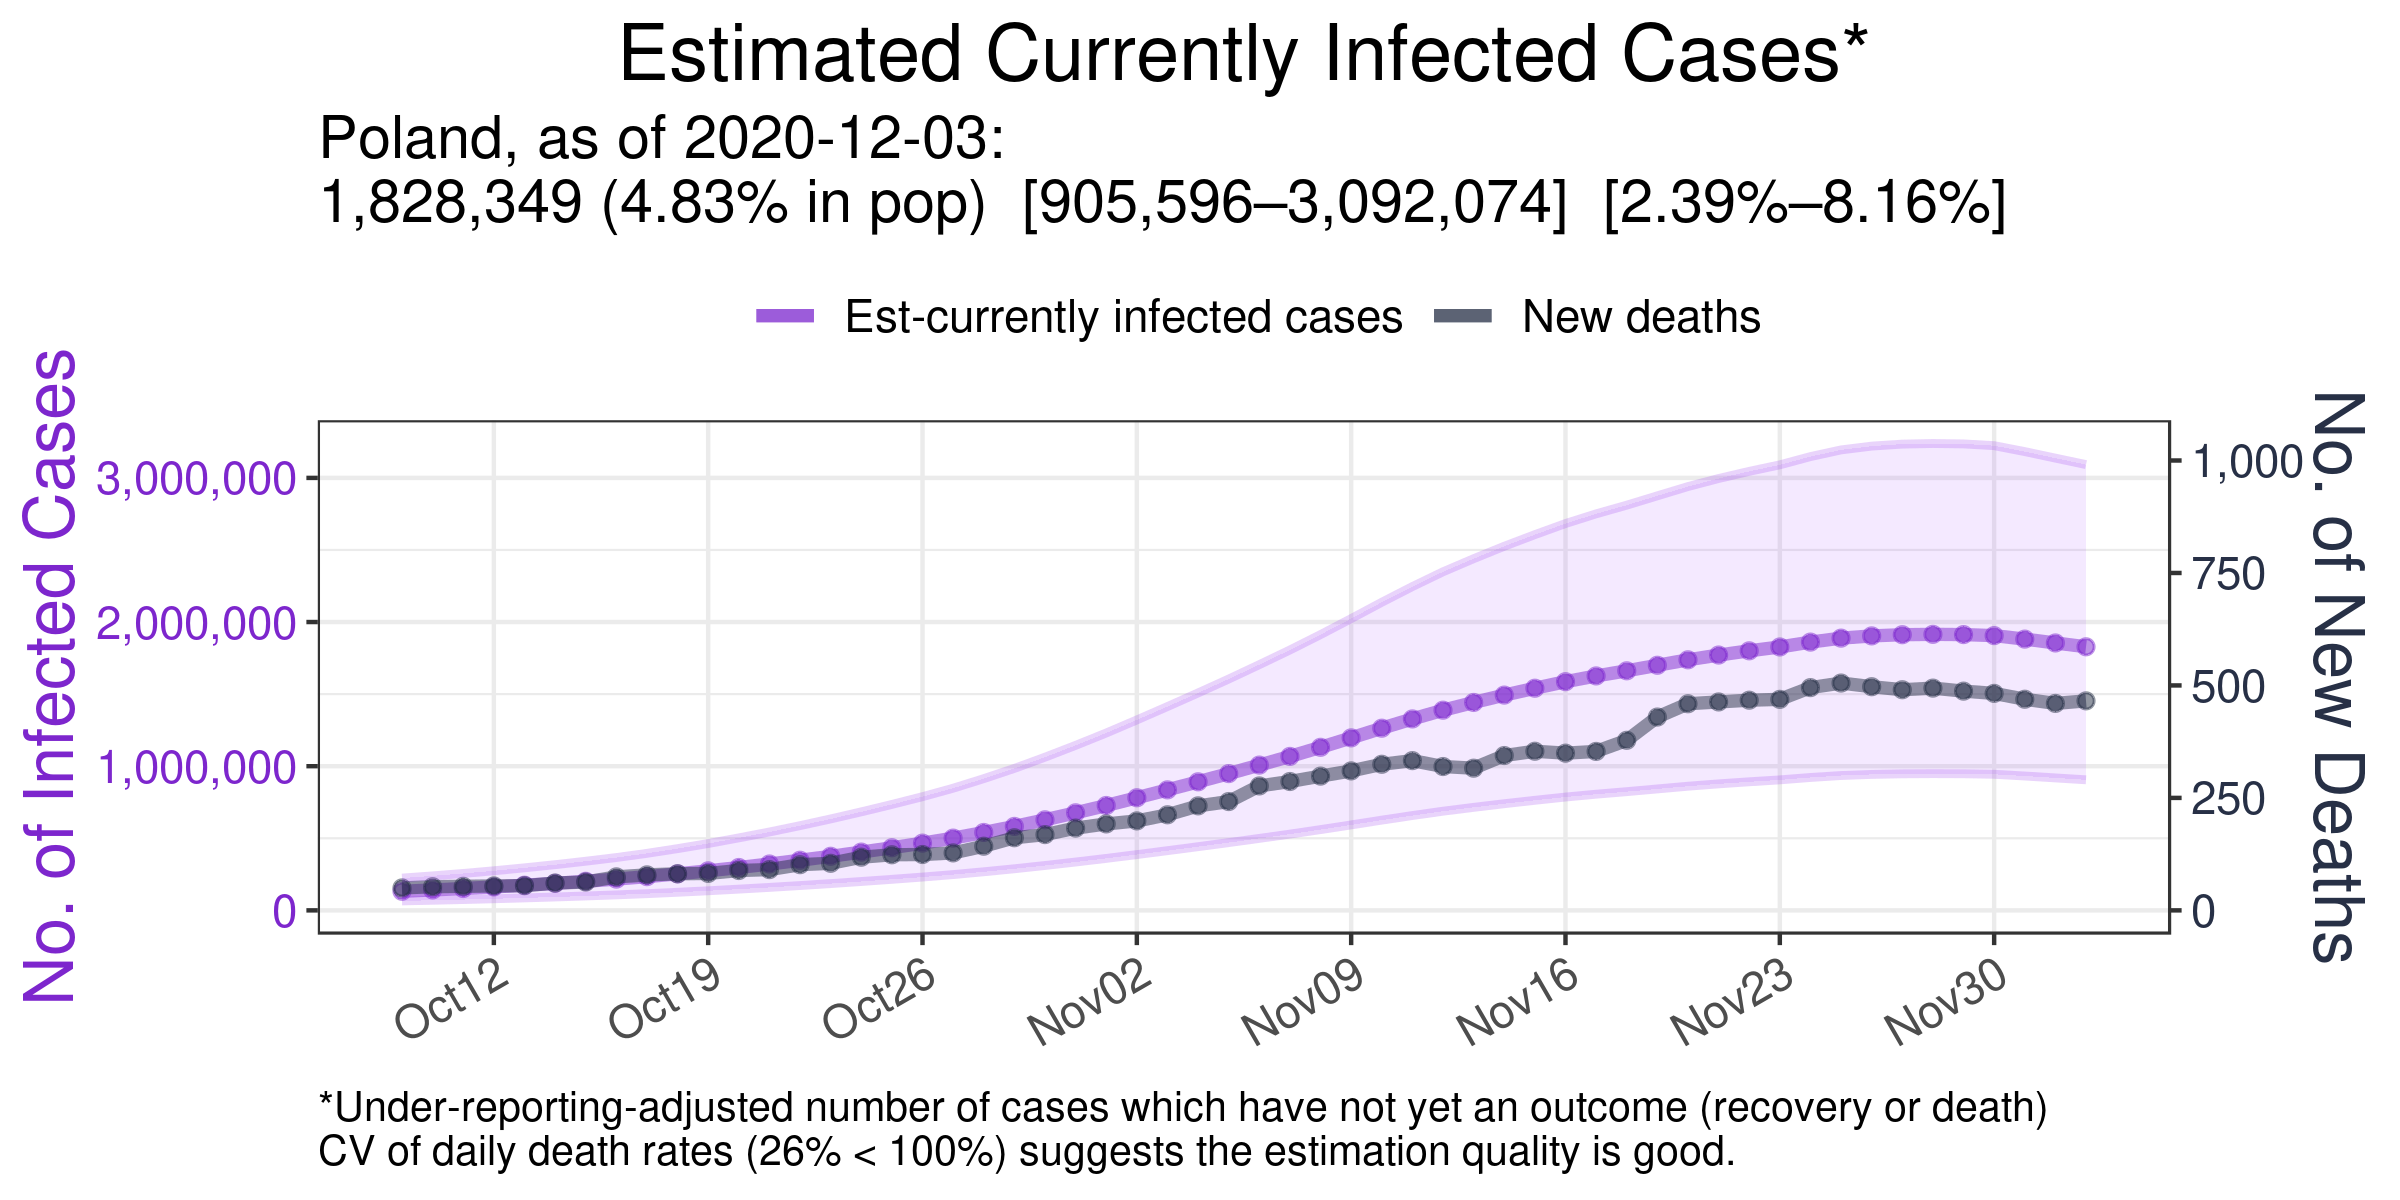 Estimated Currently Infected Cases*
Poland, as of 2020-12-03:
1,828,349 (4.83% in pop)  [905,596–3,092,074]  [2.39%–8.16%]
Est-currently infected cases
New deaths
No. of Infected Cases
3,000,000
2,000,000
1,000,000
0
1,000
750
500
250
0
No. of New Deaths
Oct12
Oct19
Oct26
Nov02
Nov09
Nov16
Nov23
Nov30
*Under-reporting-adjusted number of cases which have not yet an outcome (recovery or death)
CV of daily death rates (26% < 100%) suggests the estimation quality is good.